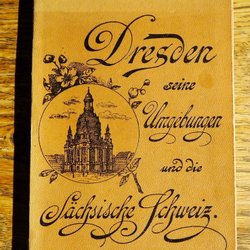 Dresden
seine
Umgebungen
und die
Sächsische Schweiz.